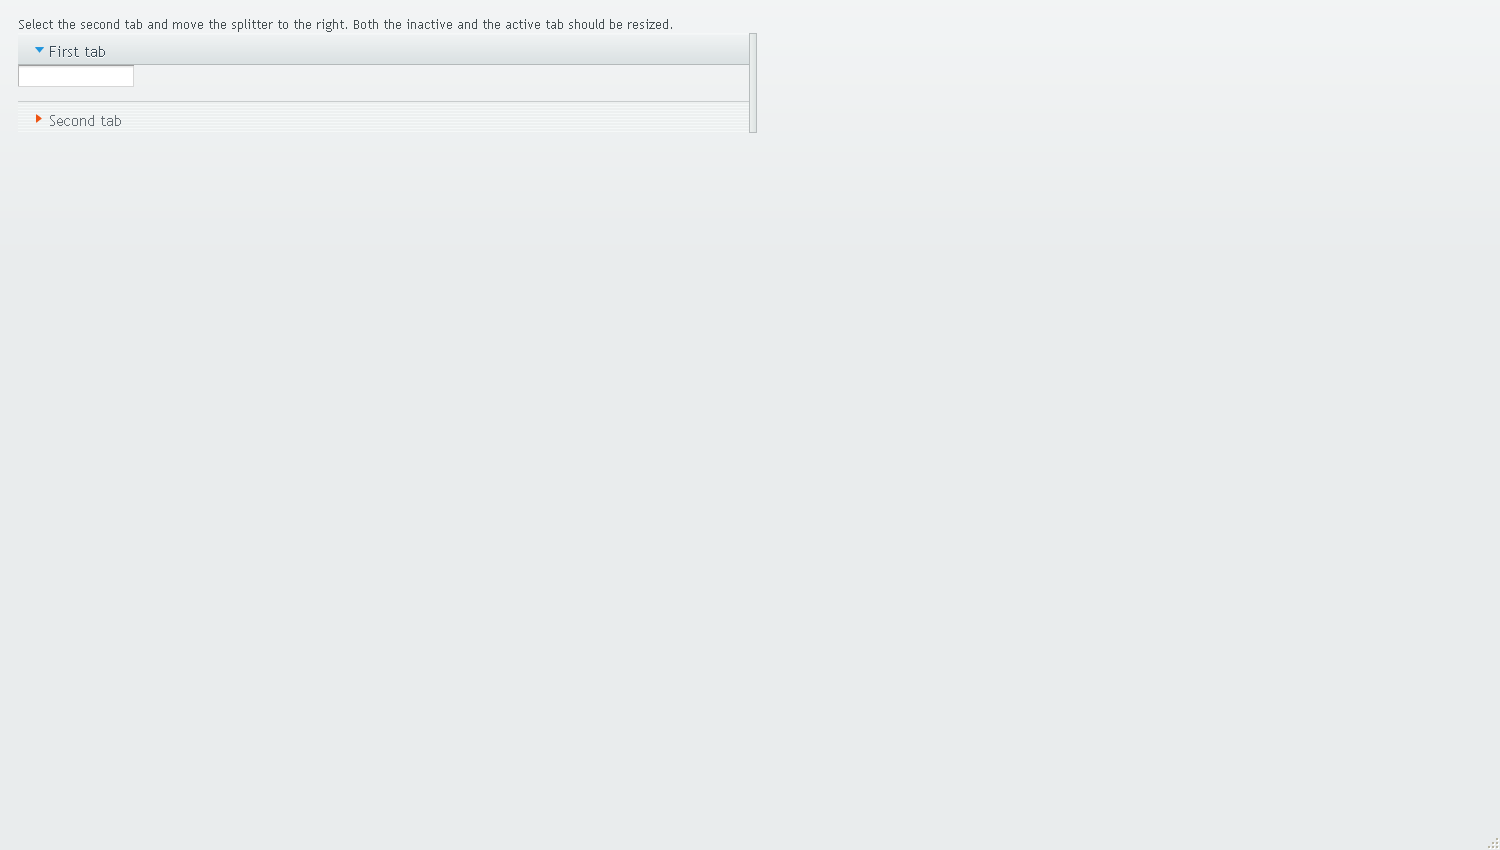 Select the second tab and move the splitter to the right. Both the inactive and the active tab should be resized.
First tab
Second tab